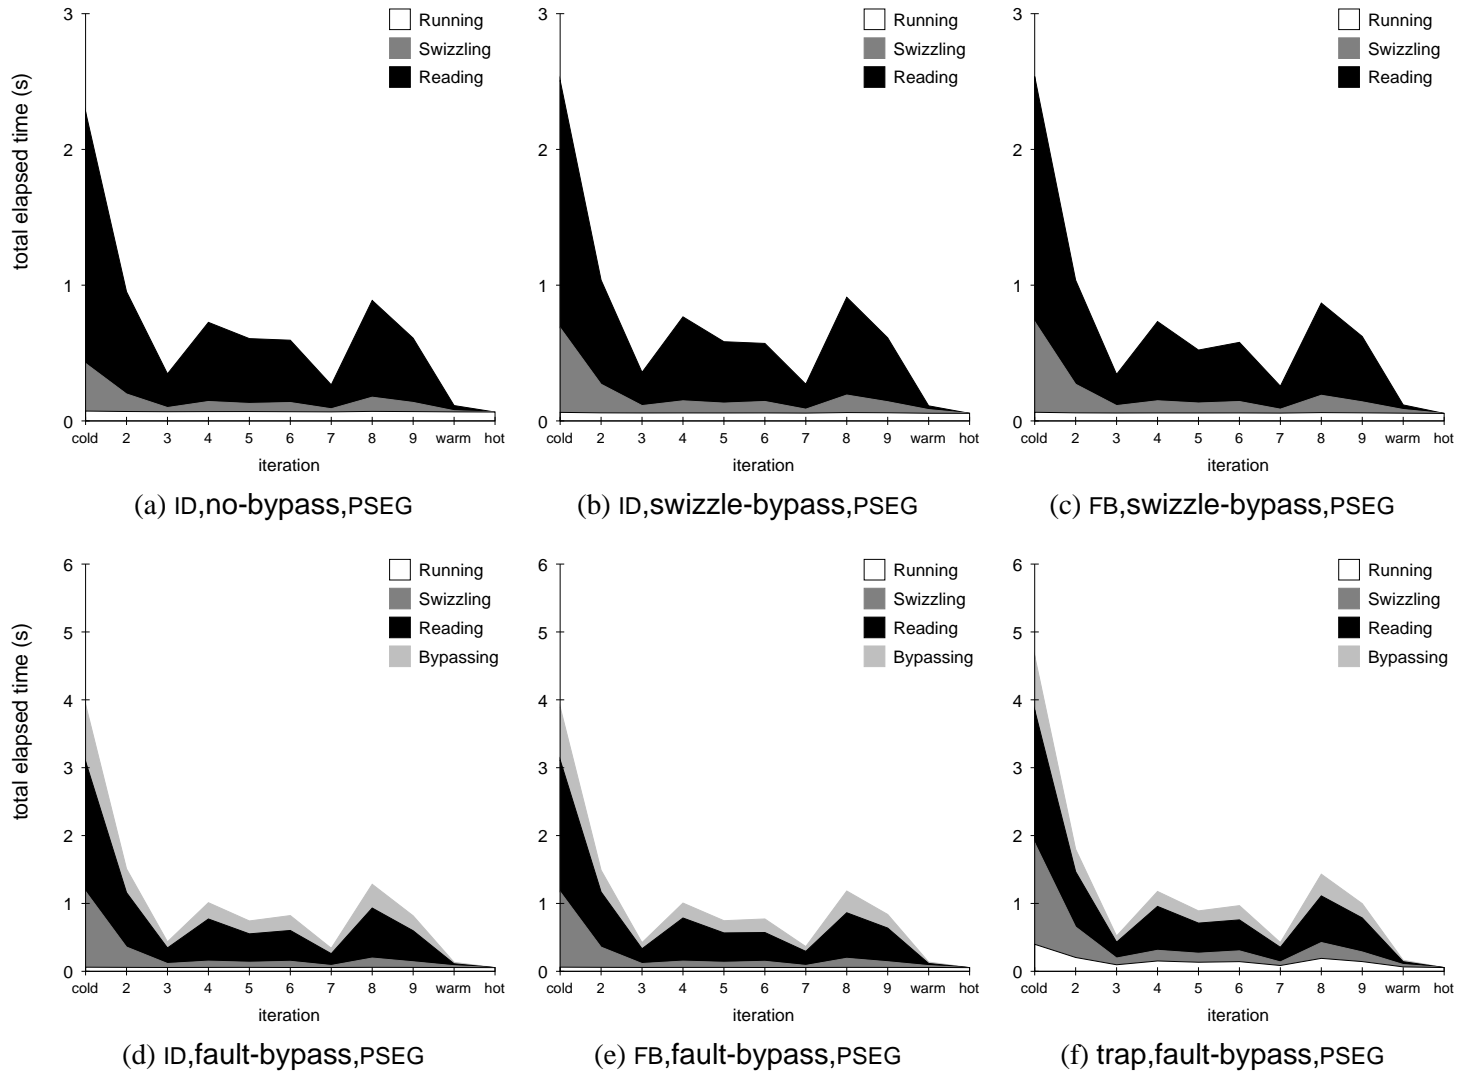 3
2
1
0
total elapsed time (s)
Running
Swizzling
Reading
cold 2 3 4 5 6 7 8 9 warm hot
iteration
(a) ID,no-bypass,PSEG
3
2
1
0
Running
Swizzling
Reading
cold 2 3 4 5 6 7 8 9 warm hot
iteration
(b) ID,swizzle-bypass,PSEG
3
2
1
0
Running
Swizzling
Reading
cold 2 3 4 5 6 7 8 9 warm hot
iteration
(c) FB,swizzle-bypass,PSEG
6
5
4
3
2
1
0
total elapsed time (s)
Running
Swizzling
Reading
Bypassing
cold 2 3 4 5 6 7 8 9 warm hot
iteration
(d) ID,fault-bypass,PSEG
6
5
4
3
2
1
0
Running
Swizzling
Reading
Bypassing
cold 2 3 4 5 6 7 8 9 warm hot
iteration
(e) FB,fault-bypass,PSEG
6
5
4
3
2
1
0
Running
Swizzling
Reading
Bypassing
cold 2 3 4 5 6 7 8 9 warm hot
iteration
(f) trap,fault-bypass,PSEG